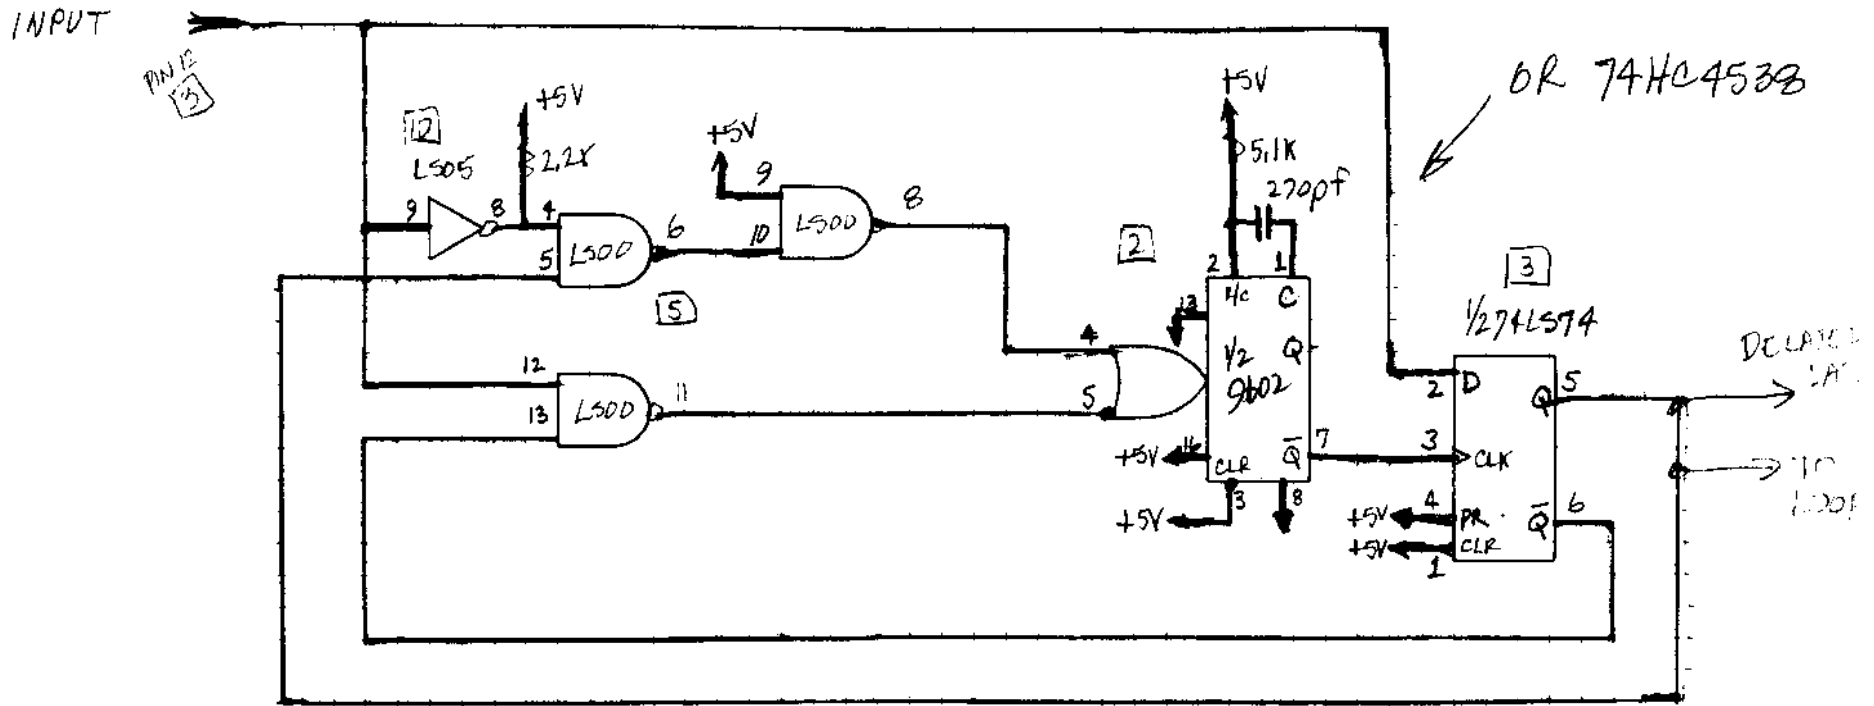 INPUT
PIN 12
3
OR 74HC4538
+5V
12
LS05
2.2K
9
8
4
5
LS00
6
5
+5V
9
10
LS00
8
12
13
LS00
11
+5V
5.1K
270pf
2
2
1
R/C
C
13
4
5
1/2
9602
Q
Q̅
7
+5V
16
CLR
3
8
+5V
3
1/2 74LS74
2
D
Q
5
3
CLK
+5V
4
PR
+5V
CLR
1
Q̅
6